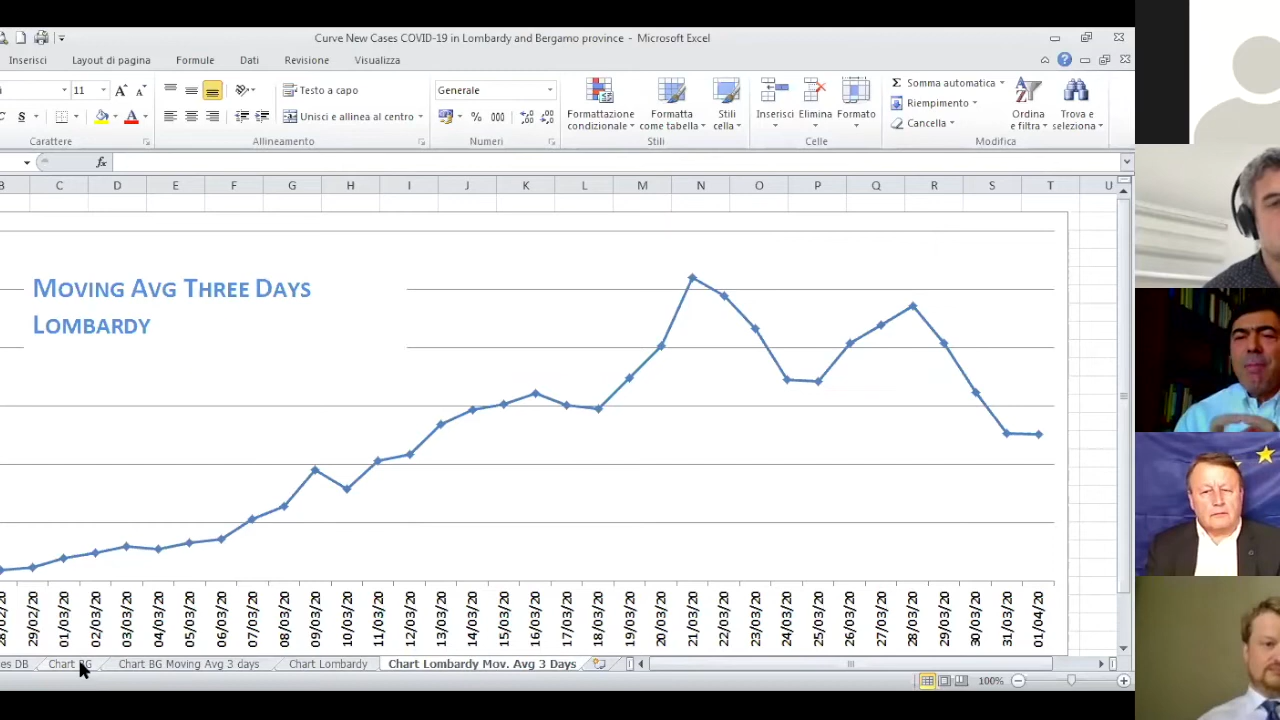 Curve New Cases COVID-19 in Lombardy and Bergamo province - Microsoft Excel
Inserisci Layout di pagina Formule Dati Revisione Visualizza
11 A A Testo a capo Generale Somma automatica
Riempimento
S A Unisci e allinea al centro % 000 Formattazione condizionale Formatta come tabella Stili cella Inserisci Elimina Formato Cancella Ordina e filtra Trova e seleziona
Carattere Allineamento Numeri Stili Celle Modifica
fx
B C D E F G H I J K L M N O P Q R S T U
MOVING AVG THREE DAYS
LOMBARDY
28/02/20 29/02/20 01/03/20 02/03/20 03/03/20 04/03/20 05/03/20 06/03/20 07/03/20 08/03/20 09/03/20 10/03/20 11/03/20 12/03/20 13/03/20 14/03/20 15/03/20 16/03/20 17/03/20 18/03/20 19/03/20 20/03/20 21/03/20 22/03/20 23/03/20 24/03/20 25/03/20 26/03/20 27/03/20 28/03/20 29/03/20 30/03/20 31/03/20 01/04/20
es DB Chart BG Chart BG Moving Avg 3 days Chart Lombardy Chart Lombardy Mov. Avg 3 Days
100%